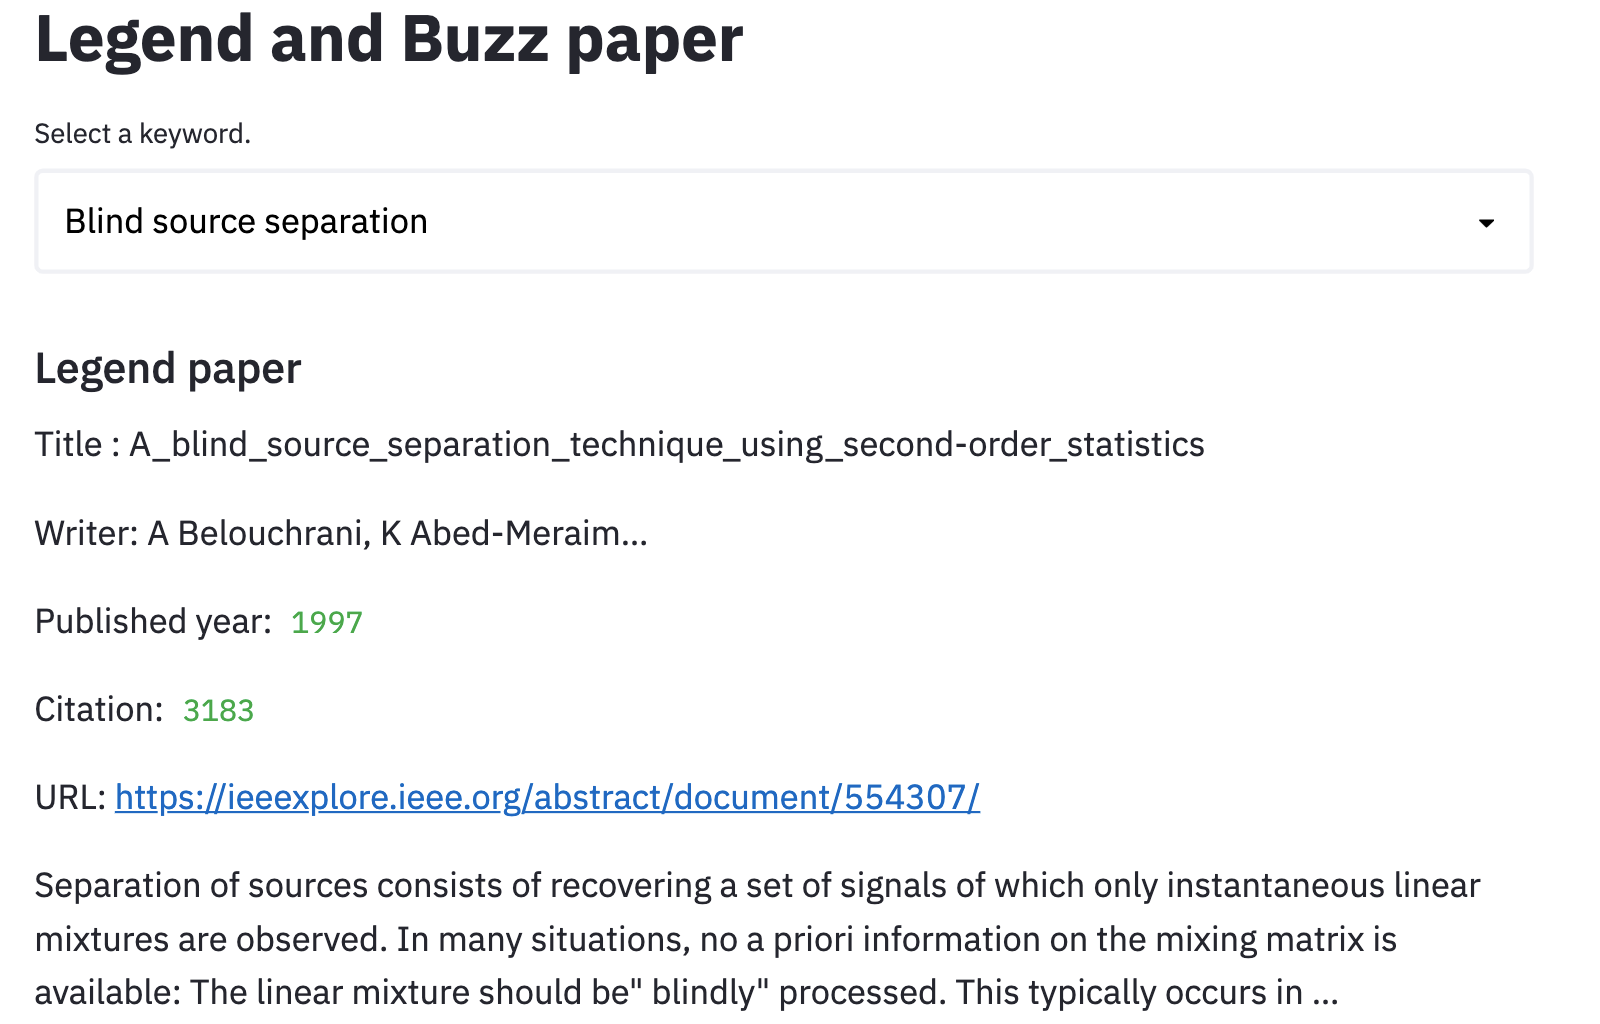 Legend and Buzz paper
Select a keyword.
Blind source separation
Legend paper
Title : A_blind_source_separation_technique_using_second-order_statistics
Writer: A Belouchrani, K Abed-Meraim...
Published year: 1997
Citation: 3183
URL: https://ieeexplore.ieee.org/abstract/document/554307/
Separation of sources consists of recovering a set of signals of which only instantaneous linear
mixtures are observed. In many situations, no a priori information on the mixing matrix is
available: The linear mixture should be" blindly" processed. This typically occurs in ...